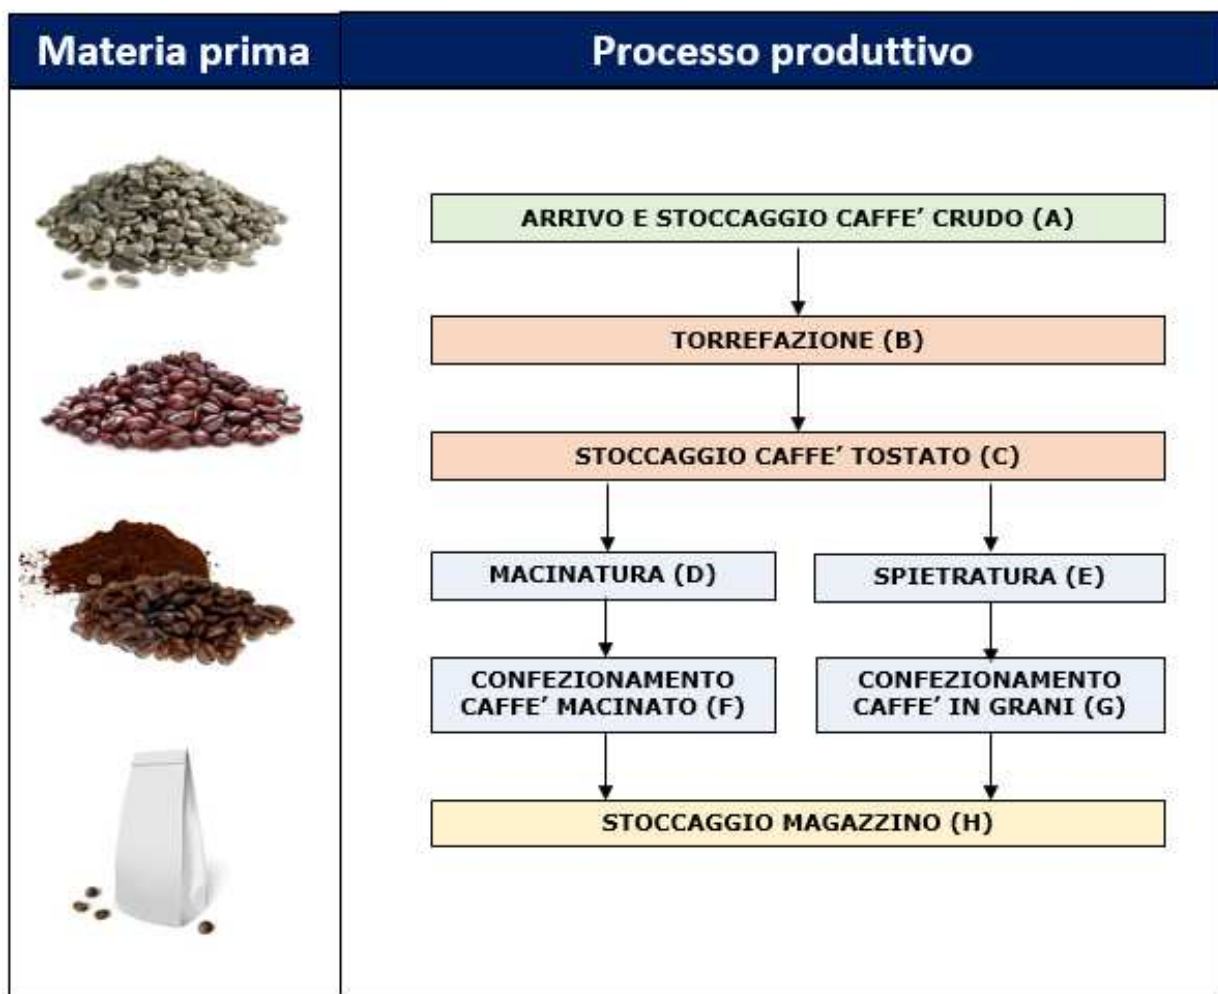 Materia prima
Processo produttivo
ARRIVO E STOCCAGGIO CAFFE’ CRUDO (A)
TORREFAZIONE (B)
STOCCAGGIO CAFFE’ TOSTATO (C)
MACINATURA (D)
SPIETRATURA (E)
CONFEZIONAMENTO
CAFFE’ MACINATO (F)
CONFEZIONAMENTO
CAFFE’ IN GRANI (G)
STOCCAGGIO MAGAZZINO (H)